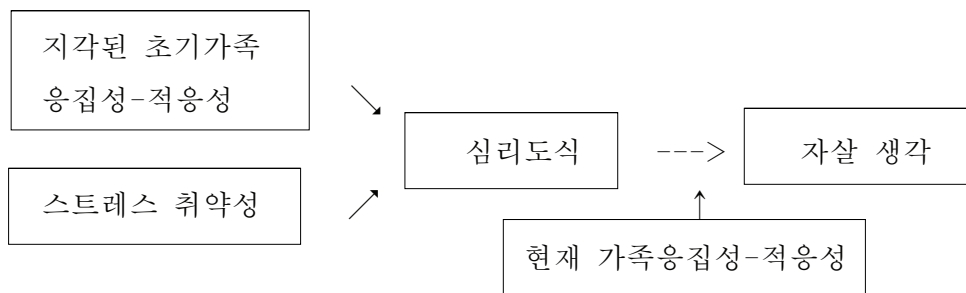 지각된 초기가족
응집성-적응성
스트레스 취약성
심리도식
--->
자살 생각
현재 가족응집성-적응성